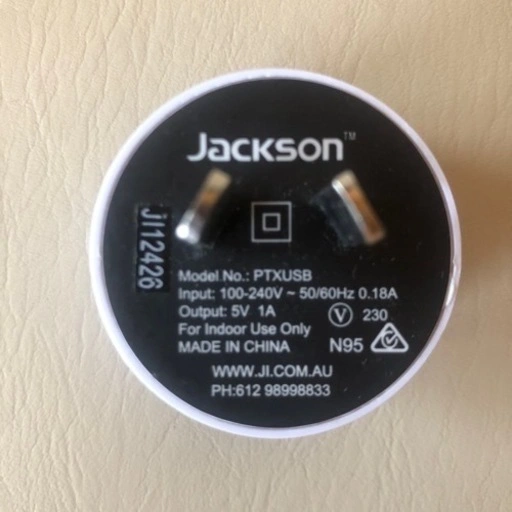 Jackson™
JI12426
Model No.: PTXUSB
Input: 100-240V ~ 50/60Hz 0.18A
Output: 5V 1A
V 230
For Indoor Use Only
MADE IN CHINA
N95
WWW.JI.COM.AU
PH:612 98998833